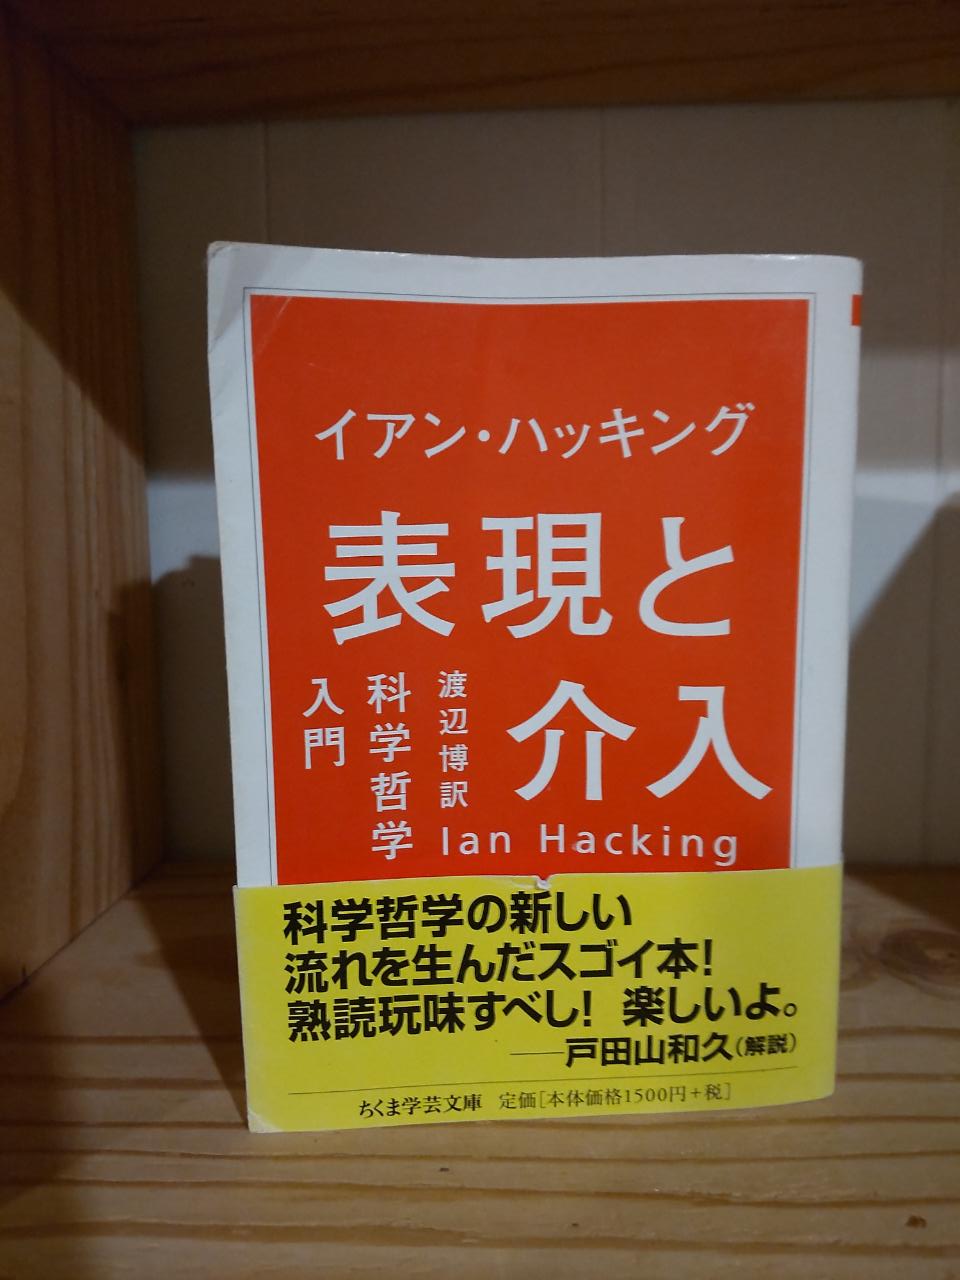 イアン・ハッキング
表現と
介入
渡辺博訳
科学哲学
入門
Ian Hacking
科学哲学の新しい
流れを生んだスゴイ本!
熟読玩味すべし! 楽しいよ。
──戸田山和久(解説)
ちくま学芸文庫 定価[本体価格1500円+税]